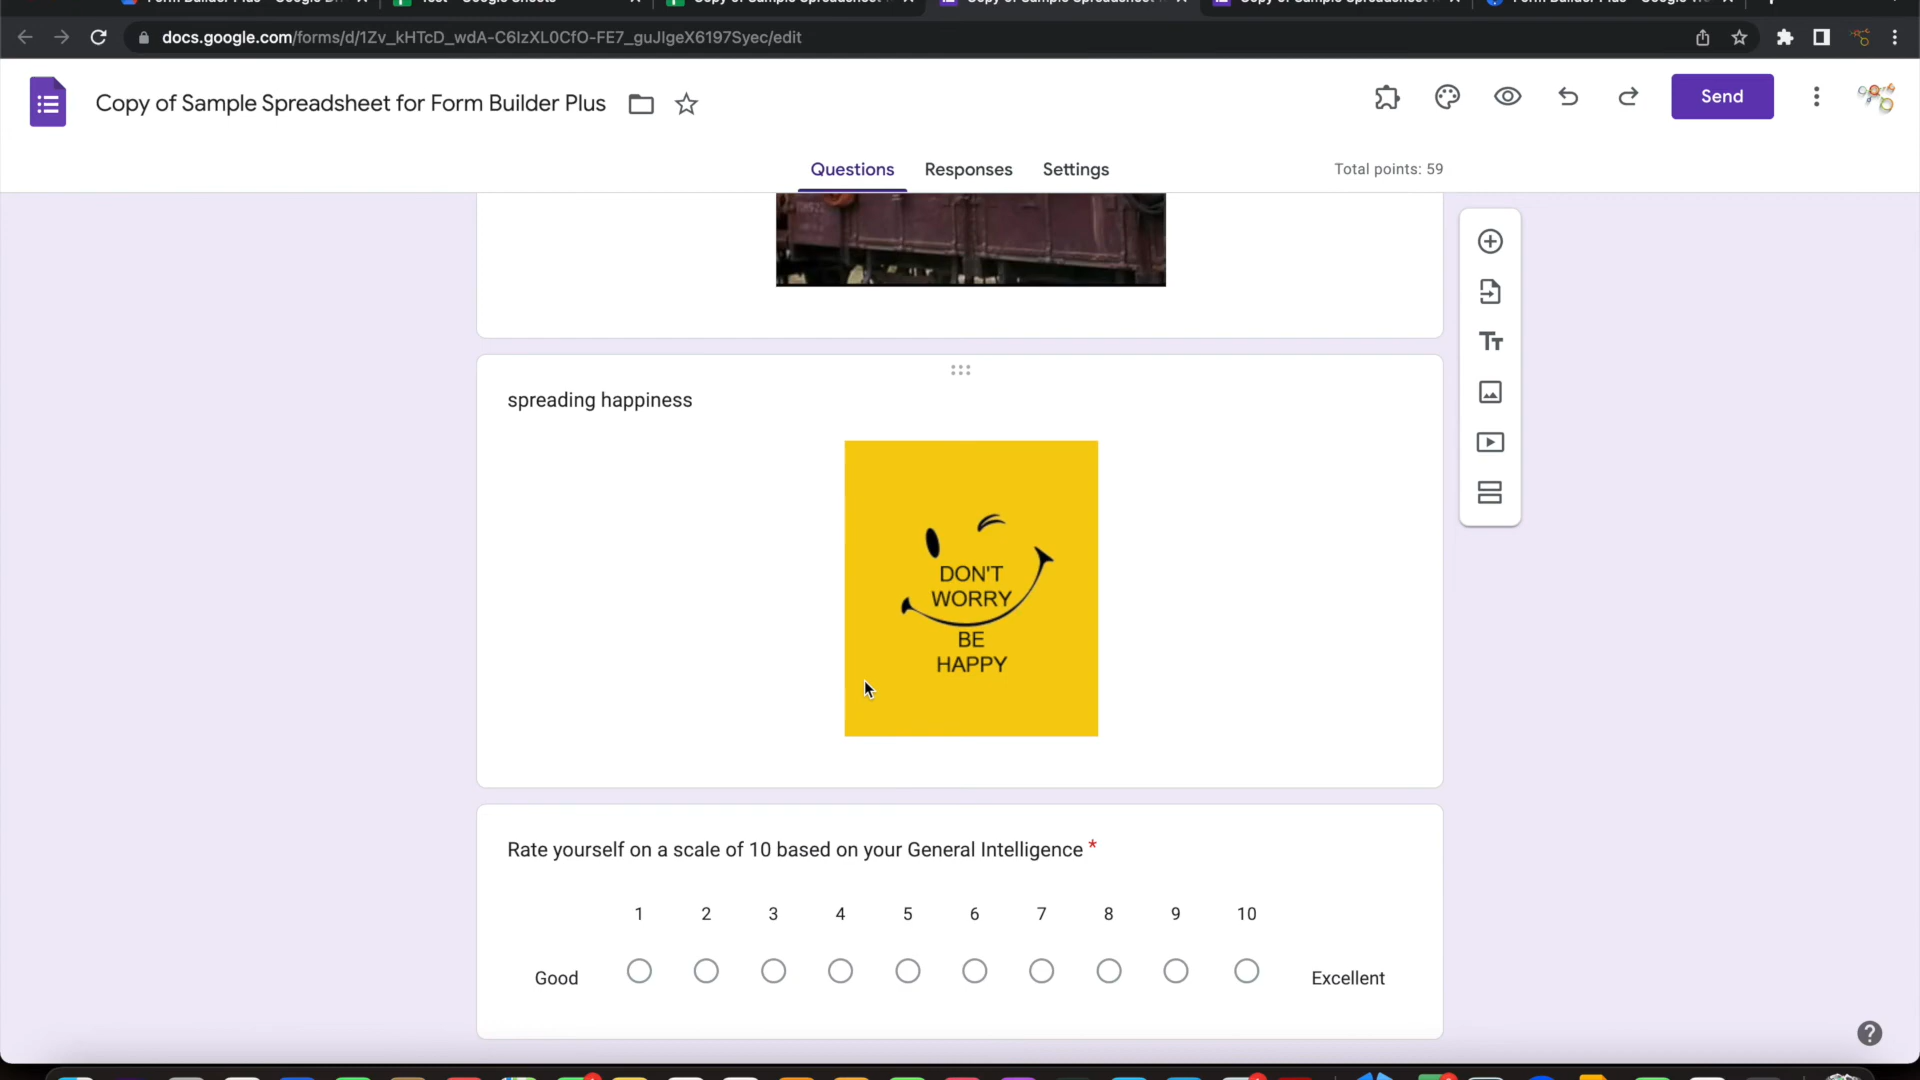 docs.google.com/forms/d/1Zv_kHTcD_wdA-C6IzXL0CfO-FE7_guJlgeX6197Syec/edit
Copy of Sample Spreadsheet for Form Builder Plus
Send
Questions
Responses
Settings
Total points: 59
spreading happiness
DON'T
WORRY
BE
HAPPY
Rate yourself on a scale of 10 based on your General Intelligence *
1 2 3 4 5 6 7 8 9 10
Good
Excellent